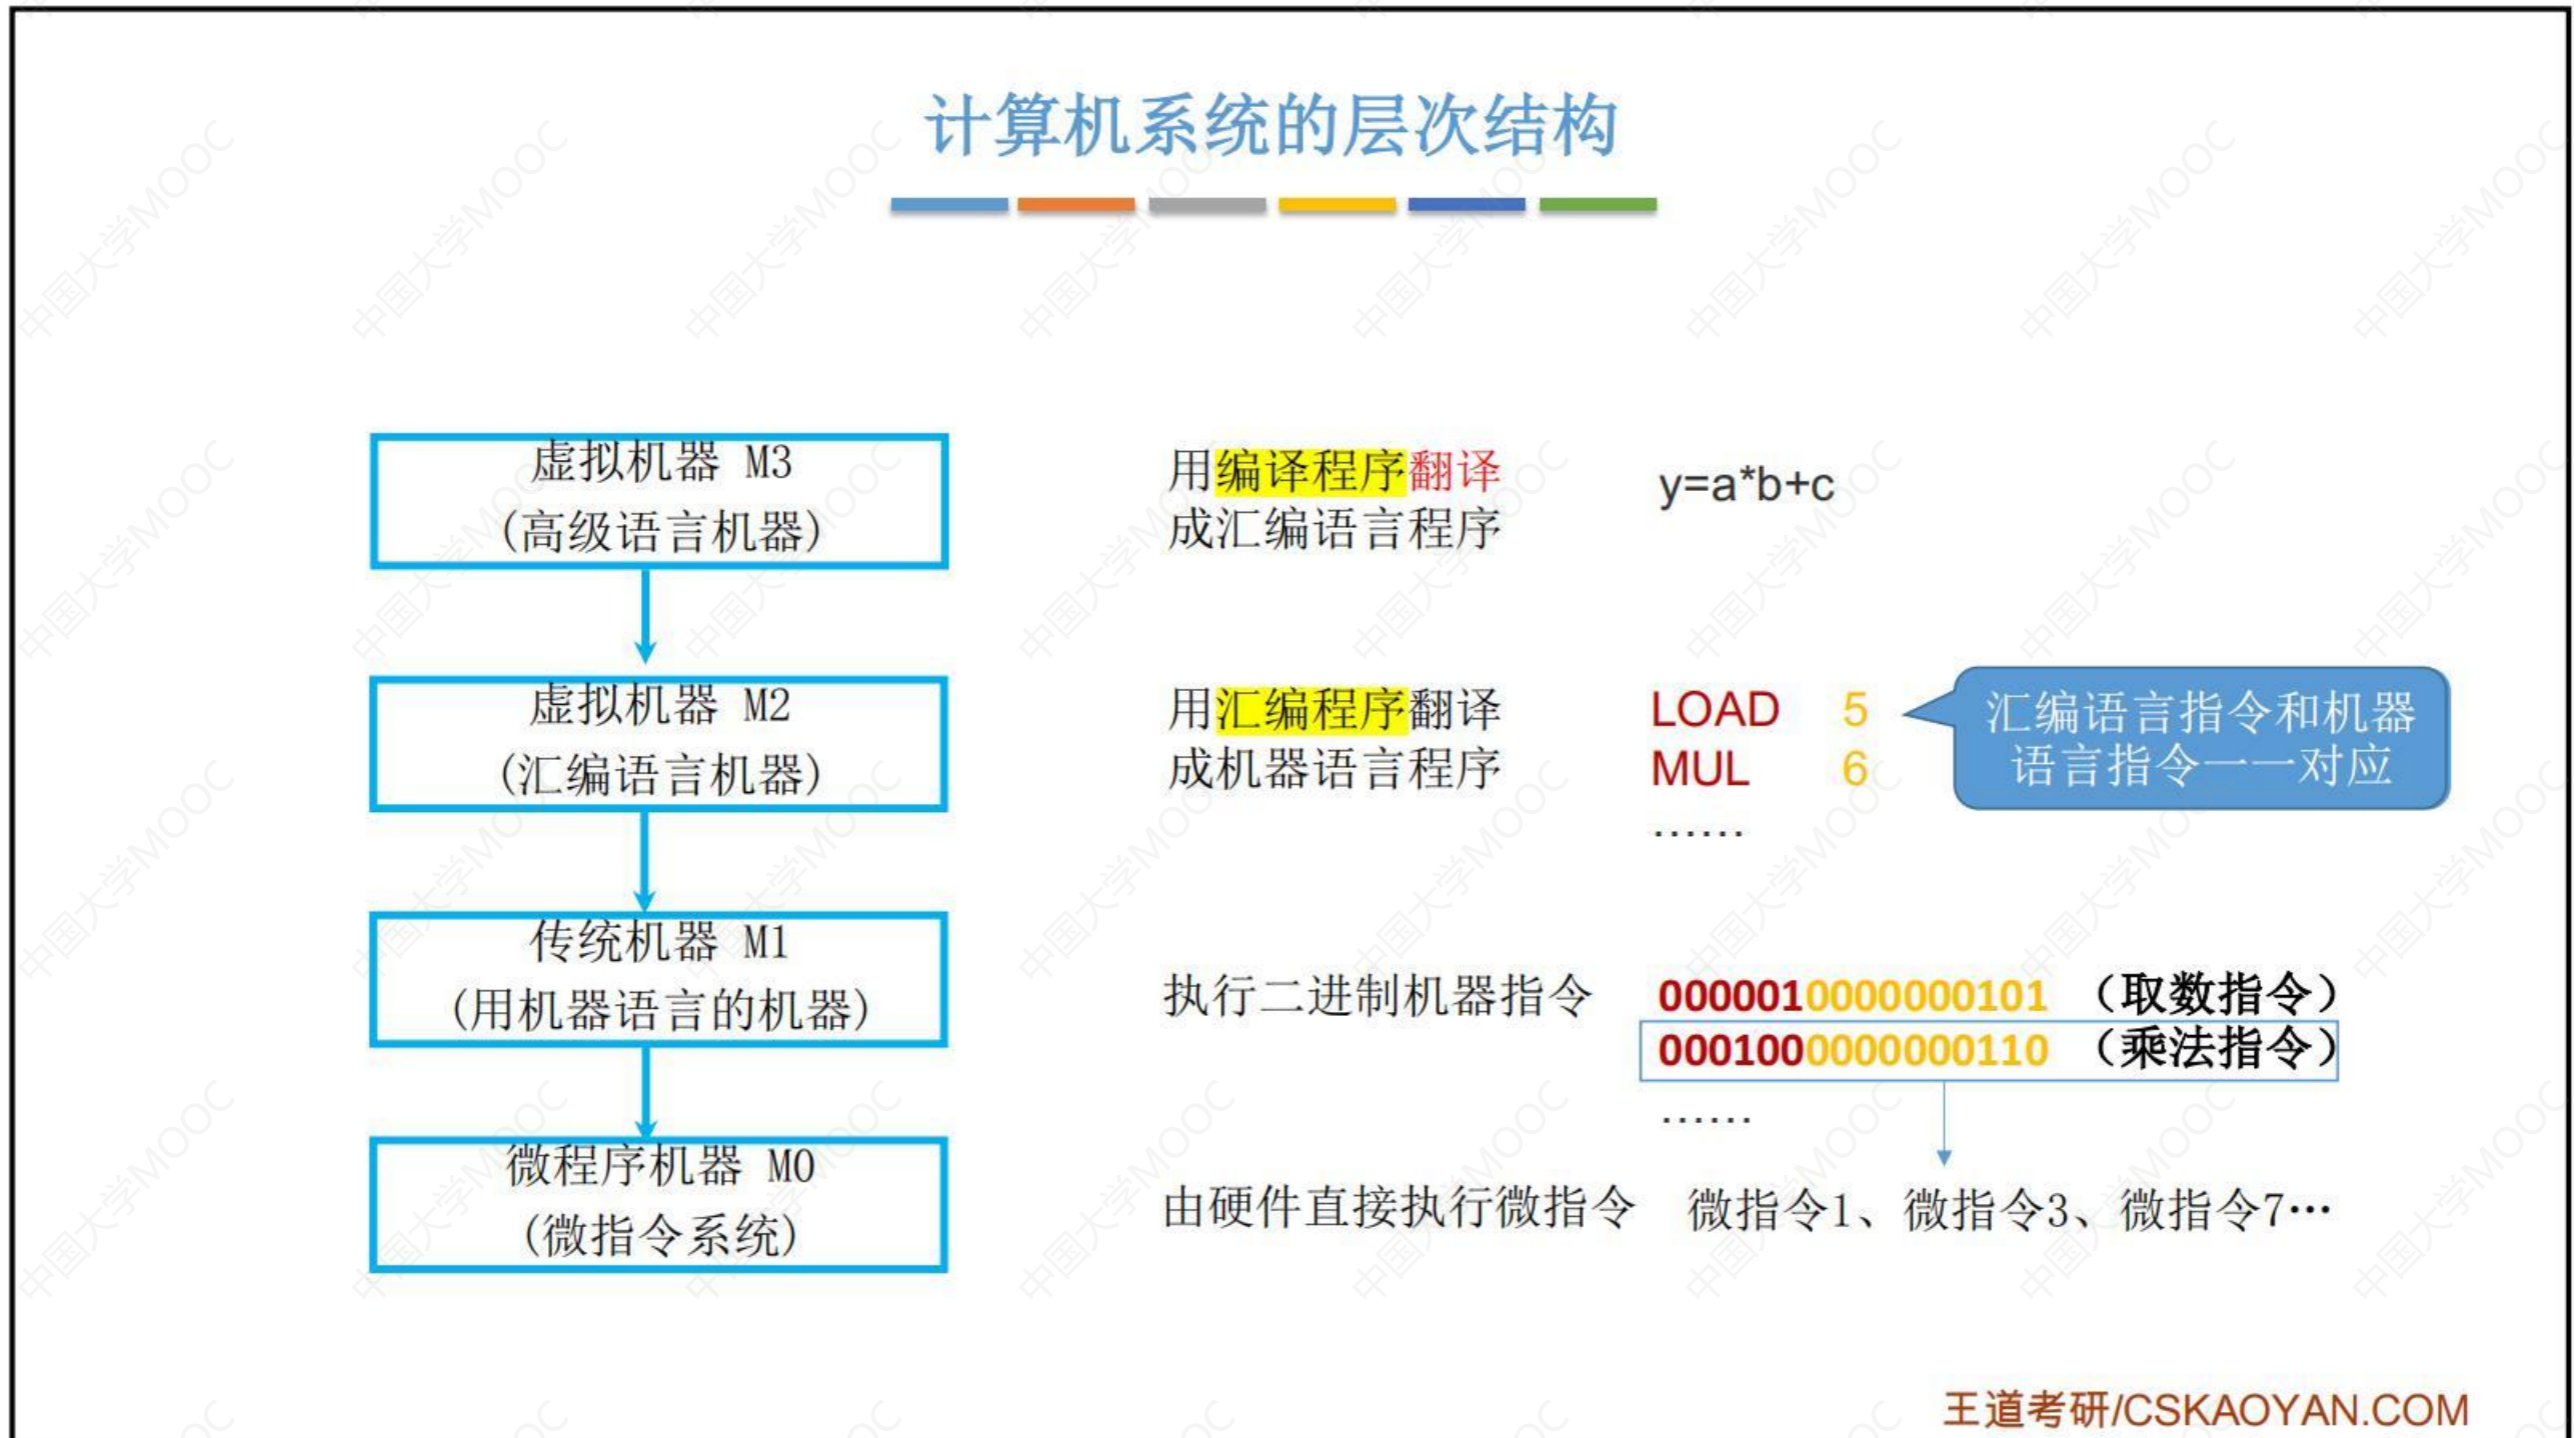 计算机系统的层次结构
虚拟机器 M3
(高级语言机器)
用编译程序翻译
成汇编语言程序
y=a*b+c
虚拟机器 M2
(汇编语言机器)
用汇编程序翻译
成机器语言程序
LOAD 5
MUL 6
……
汇编语言指令和机器
语言指令一一对应
传统机器 M1
(用机器语言的机器)
执行二进制机器指令
0000010000000101 (取数指令)
0001000000000110 (乘法指令)
……
微程序机器 M0
(微指令系统)
由硬件直接执行微指令
微指令1、微指令3、微指令7…
王道考研/CSKAOYAN.COM
中国大学MOOC